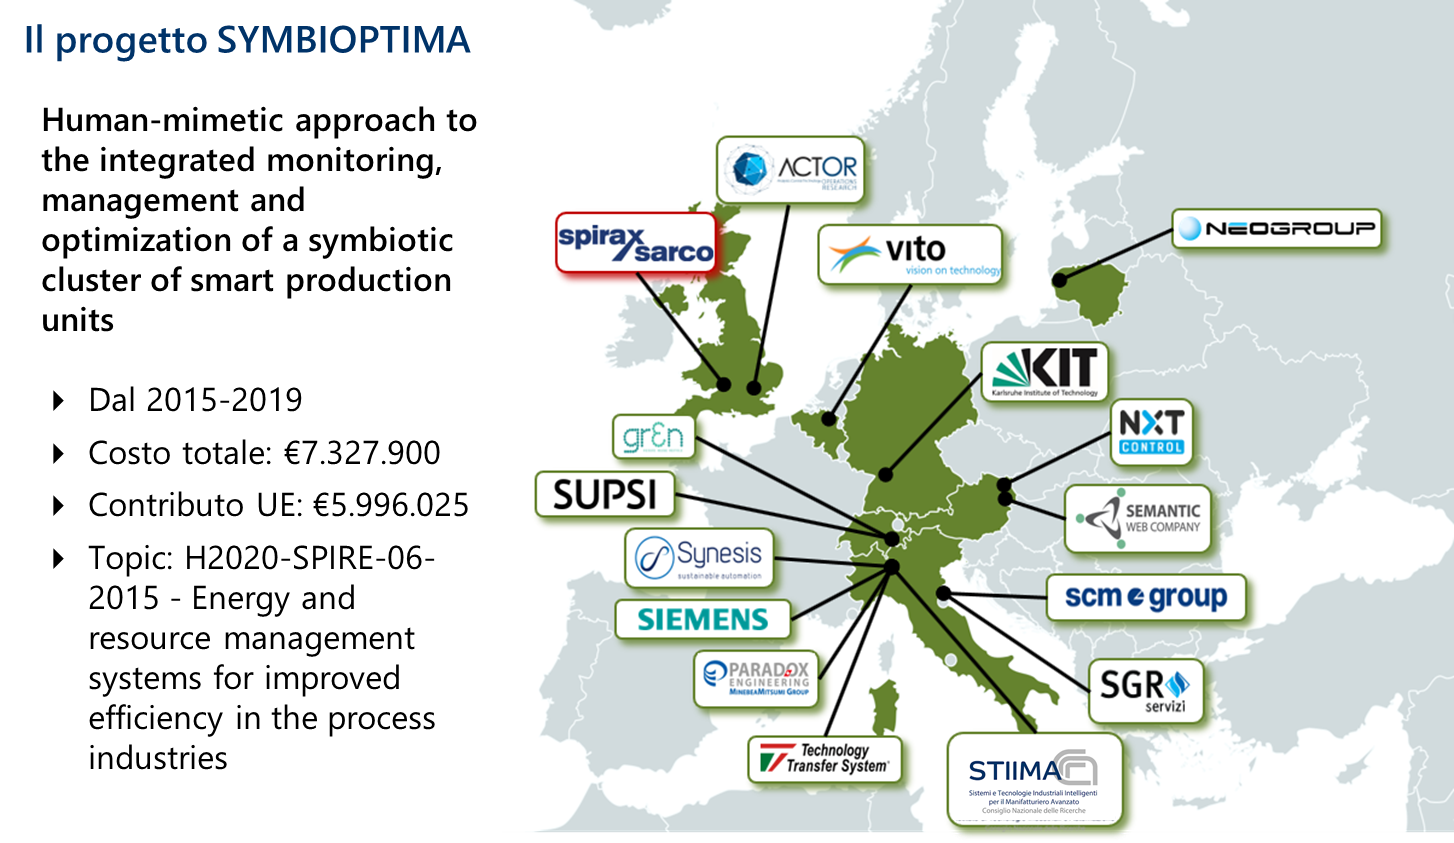 Il progetto SYMBIOPTIMA
Human-mimetic approach to
the integrated monitoring,
management and
optimization of a symbiotic
cluster of smart production
units
Dal 2015-2019
Costo totale: €7.327.900
Contributo UE: €5.996.025
Topic: H2020-SPIRE-06-
2015 - Energy and
resource management
systems for improved
efficiency in the process
industries
ACTOR
OPERATIONS
RESEARCH
spirax
sarco
vito
vision on technology
NEOGROUP
KIT
Karlsruhe Institute of Technology
NXT
CONTROL
gr3n
SUPSI
SEMANTIC
WEB COMPANY
Synesis
sustainable automation
SIEMENS
scm group
PARADOX
ENGINEERING
MINEBEAMITSUMI GROUP
SGR
servizi
Technology
Transfer System
STIIMA
Sistemi e Tecnologie Industriali Intelligenti
per il Manifatturiero Avanzato
Consiglio Nazionale delle Ricerche